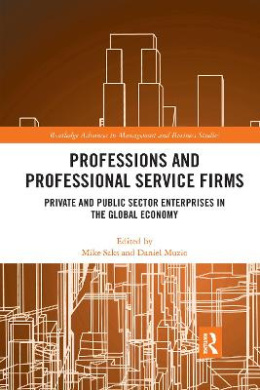 Routledge Advances in Management and Business Studies
PROFESSIONS AND
PROFESSIONAL SERVICE FIRMS
PRIVATE AND PUBLIC SECTOR ENTERPRISES IN
THE GLOBAL ECONOMY
Edited by
Mike Saks and Daniel Muzio
R